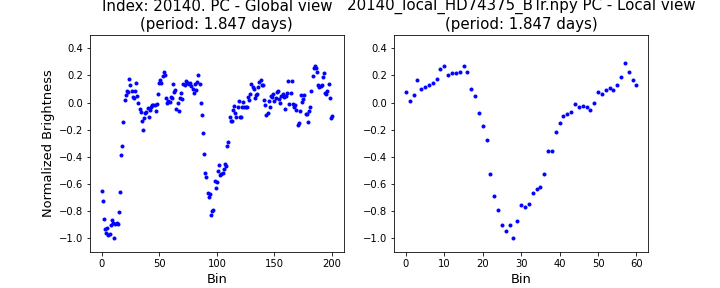 Index: 20140. PC - Global view
(period: 1.847 days)
20140_local_HD74375_BTr.npy PC - Local view
(period: 1.847 days)
Normalized Brightness
0.4
0.2
0.0
−0.2
−0.4
−0.6
−0.8
−1.0
0 50 100 150 200
Bin
0.4
0.2
0.0
−0.2
−0.4
−0.6
−0.8
−1.0
0 10 20 30 40 50 60
Bin